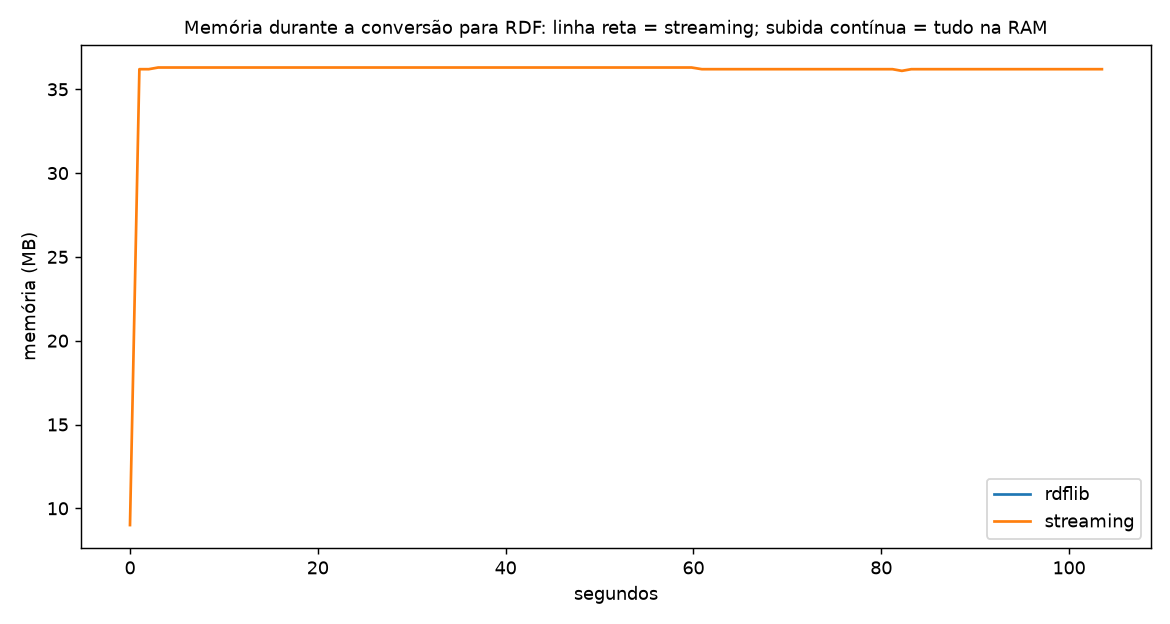 Memória durante a conversão para RDF: linha reta = streaming; subida contínua = tudo na RAM
35
30
25
20
15
10
memória (MB)
rdflib
streaming
0 20 40 60 80 100
segundos